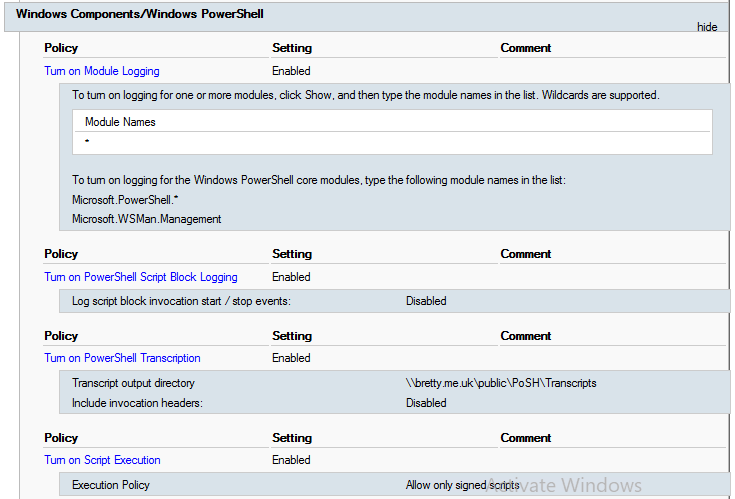 Windows Components/Windows PowerShell
hide
Policy Setting Comment
Turn on Module Logging Enabled
To turn on logging for one or more modules, click Show, and then type the module names in the list. Wildcards are supported.
Module Names
*
To turn on logging for the Windows PowerShell core modules, type the following module names in the list:
Microsoft.PowerShell.*
Microsoft.WSMan.Management
Policy Setting Comment
Turn on PowerShell Script Block Logging Enabled
Log script block invocation start / stop events: Disabled
Policy Setting Comment
Turn on PowerShell Transcription Enabled
Transcript output directory \\bretty.me.uk\public\PoSH\Transcripts
Include invocation headers: Disabled
Policy Setting Comment
Turn on Script Execution Enabled
Execution Policy Allow only signed scripts
Activate Windows